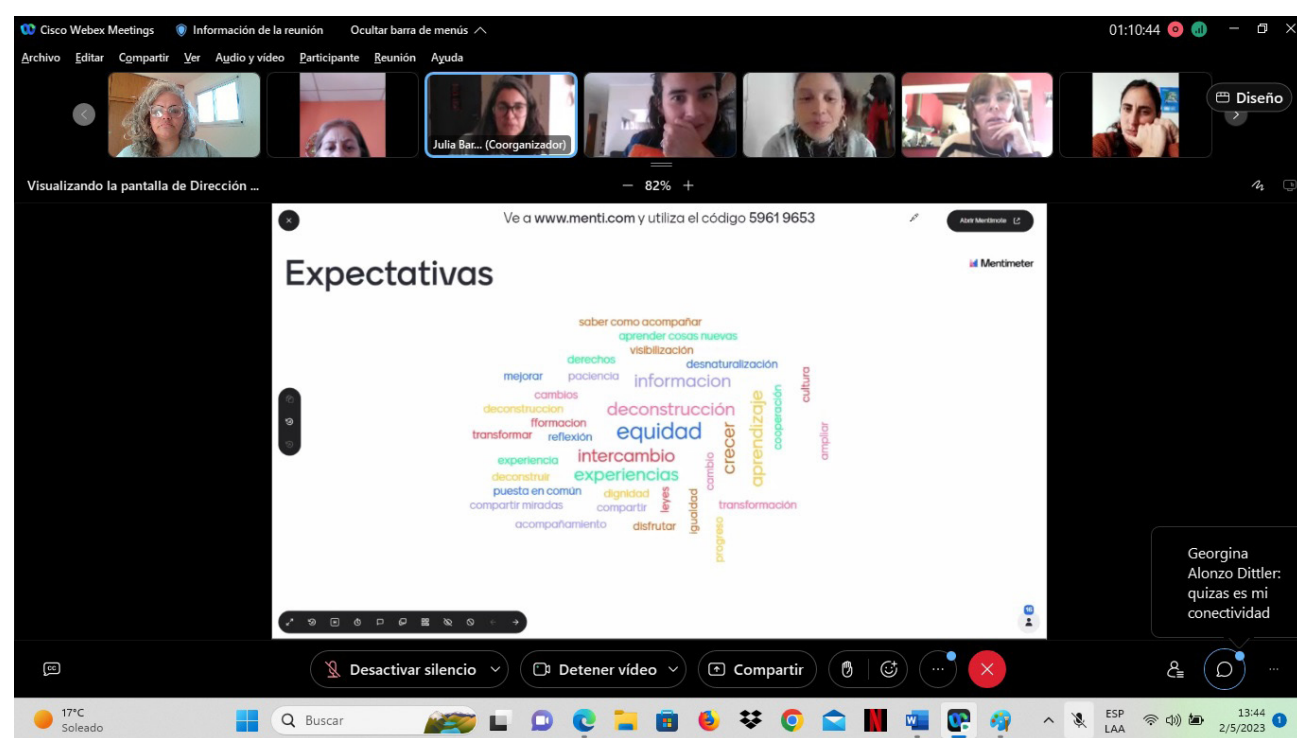 Cisco Webex Meetings Información de la reunión Ocultar barra de menús 01:10:44
Archivo Editar Compartir Ver Audio y vídeo Participante Reunión Ayuda
Diseño
Julia Bar... (Coorganizador)
Visualizando la pantalla de Dirección ... 82%
Ve a www.menti.com y utiliza el código 5961 9653
Abrir Mentimote
Mentimeter
Expectativas
saber como acompañar
aprender cosas nuevas
visibilización
derechos
desnaturalización
mejorar paciencia informacion
cultura
cambios
deconstruccion deconstrucción
aprendizaje
cooperación
fformacion
transformar reflexión equidad
crecer
ampliar
experiencia intercambio
cambio
deconstruir experiencias
puesta en común dignidad
leyes
igualdad
compartir miradas compartir
transformación
acompañamiento disfrutar
progreso
16
Georgina
Alonzo Dittler:
quizas es mi
conectividad
Desactivar silencio Detener vídeo Compartir
17°C
Soleado
Buscar
ESP
LAA
13:44
2/5/2023
1